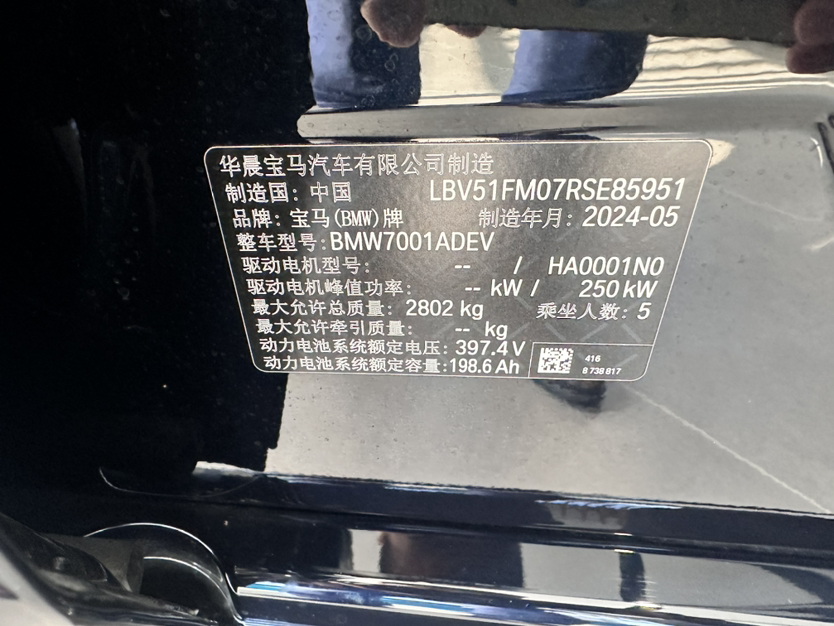 华晨宝马汽车有限公司制造
制造国: 中国 LBV51FM07RSE85951
品牌: 宝马(BMW)牌 制造年月: 2024-05
整车型号:BMW7001ADEV
驱动电机型号: -- / HA0001N0
驱动电机峰值功率: -- kW / 250 kW
最大允许总质量: 2802 kg 乘坐人数: 5
最大允许牵引质量: -- kg
动力电池系统额定电压: 397.4 V
动力电池系统额定容量:198.6 Ah
416
8 738 817